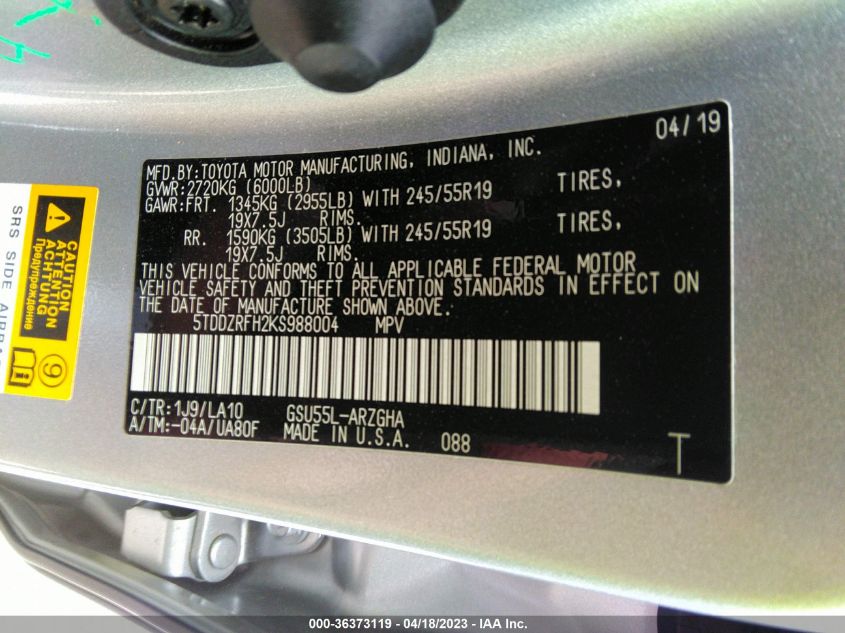 04/19
MFD.BY:TOYOTA MOTOR MANUFACTURING, INDIANA, INC.
GVWR:2720KG (6000LB)
GAWR:FRT. 1345KG (2955LB) WITH 245/55R19 TIRES,
19X7.5J RIMS.
RR. 1590KG (3505LB) WITH 245/55R19 TIRES,
19X7.5J RIMS.
THIS VEHICLE CONFORMS TO ALL APPLICABLE FEDERAL MOTOR
VEHICLE SAFETY AND THEFT PREVENTION STANDARDS IN EFFECT ON
THE DATE OF MANUFACTURE SHOWN ABOVE.
5TDDZRFH2KS988004 MPV
C/TR:1J9/LA10 GSU55L-ARZGHA
A/TM:-04A/UA80F MADE IN U.S.A. 088
T
SRS SIDE AIRBAG
CAUTION
ATTENTION
ACHTUNG
Предупреждение
9
000-36373119 - 04/18/2023 - IAA Inc.